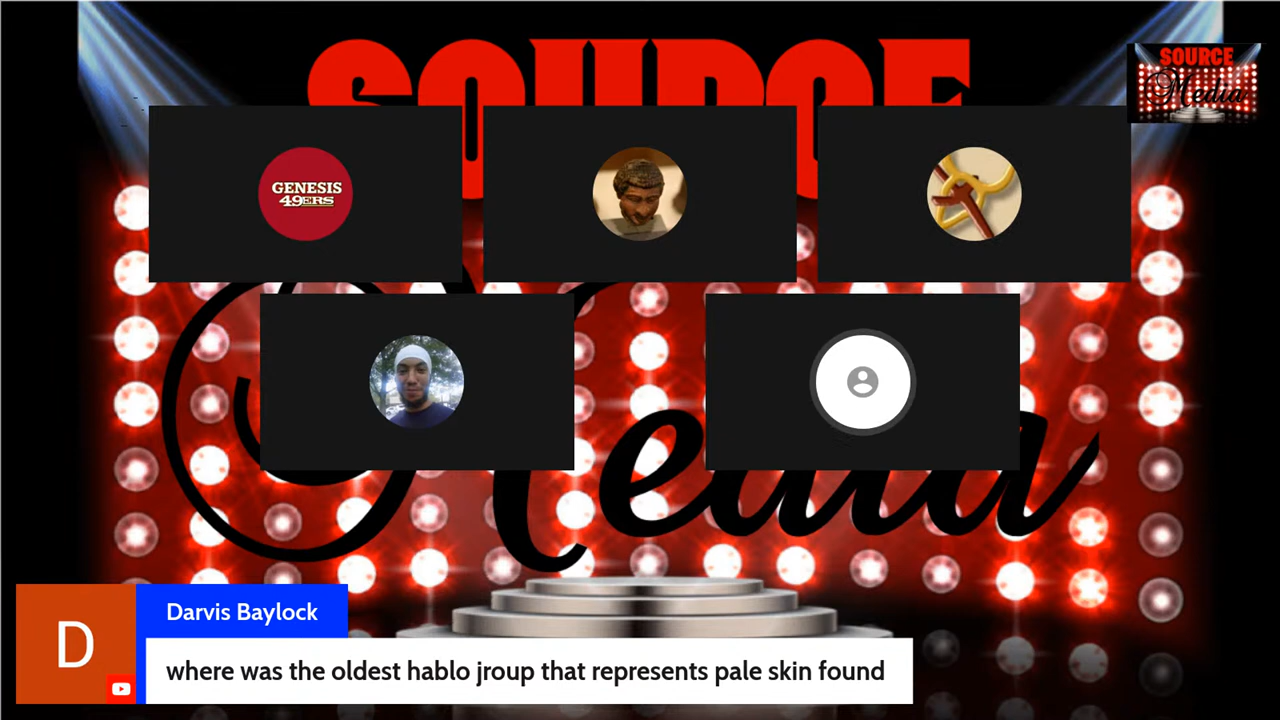 SOURCE
SOURCE
Media
GENESIS
49ERS
Media
D
Darvis Baylock
where was the oldest hablo jroup that represents pale skin found